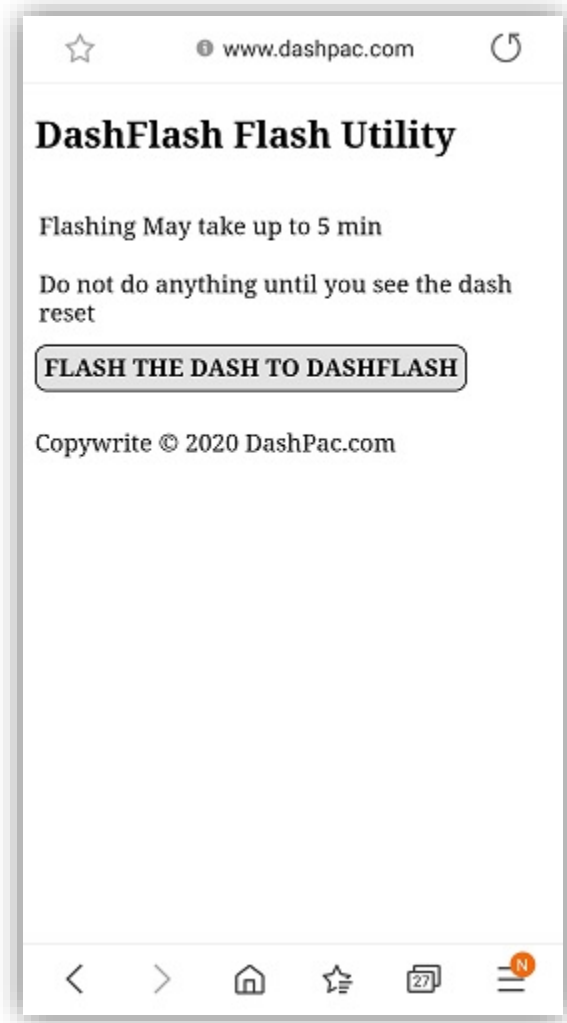 www.dashpac.com
DashFlash Flash Utility
Flashing May take up to 5 min
Do not do anything until you see the dash
reset
FLASH THE DASH TO DASHFLASH
Copywrite © 2020 DashPac.com
27
N